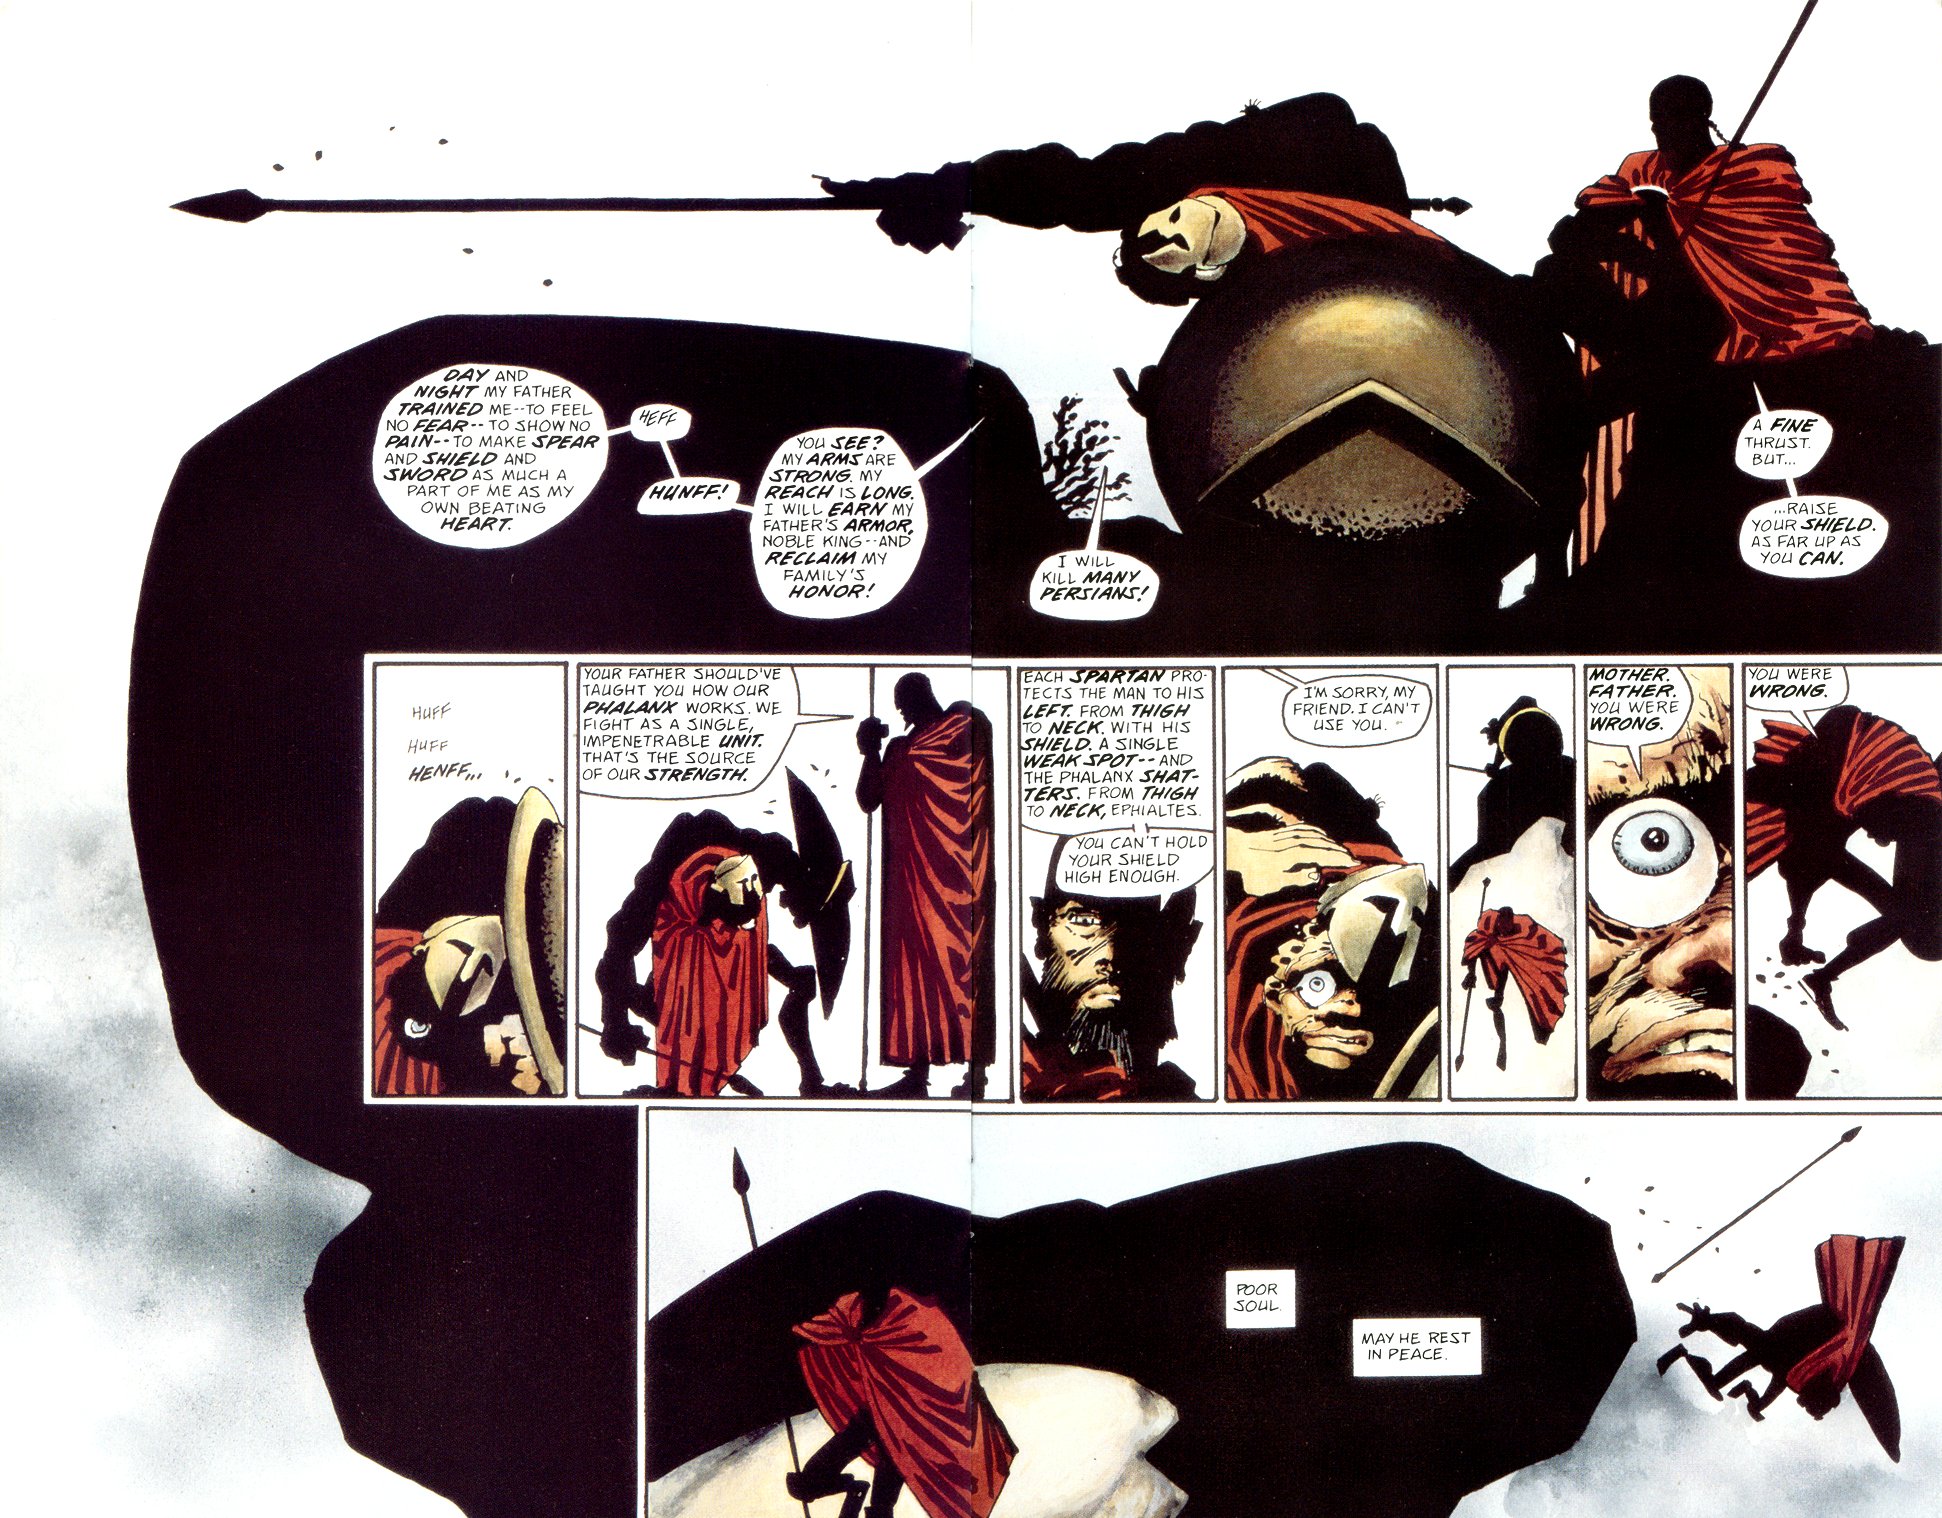 DAY AND
NIGHT MY FATHER
TRAINED ME--TO FEEL
NO FEAR--TO SHOW NO
PAIN--TO MAKE SPEAR
AND SHIELD AND
SWORD AS MUCH A
PART OF ME AS MY
OWN BEATING
HEART.
HEFF
HUNFF!
YOU SEE?
MY ARMS ARE
STRONG. MY
REACH IS LONG.
I WILL EARN MY
FATHER'S ARMOR,
NOBLE KING--AND
RECLAIM MY
FAMILY'S
HONOR!
I WILL
KILL MANY
PERSIANS!
A FINE
THRUST.
BUT...
...RAISE
YOUR SHIELD.
AS FAR UP AS
YOU CAN.
HUFF
HUFF
HENFF...
YOUR FATHER SHOULD'VE
TAUGHT YOU HOW OUR
PHALANX WORKS. WE
FIGHT AS A SINGLE,
IMPENETRABLE UNIT.
THAT'S THE SOURCE
OF OUR STRENGTH.
EACH SPARTAN PRO-
TECTS THE MAN TO HIS
LEFT. FROM THIGH
TO NECK. WITH HIS
SHIELD. A SINGLE
WEAK SPOT--AND
THE PHALANX SHAT-
TERS. FROM THIGH
TO NECK, EPHIALTES.
YOU CAN'T HOLD
YOUR SHIELD
HIGH ENOUGH.
I'M SORRY, MY
FRIEND. I CAN'T
USE YOU.
MOTHER.
FATHER.
YOU WERE
WRONG.
YOU WERE
WRONG.
POOR
SOUL.
MAY HE REST
IN PEACE.